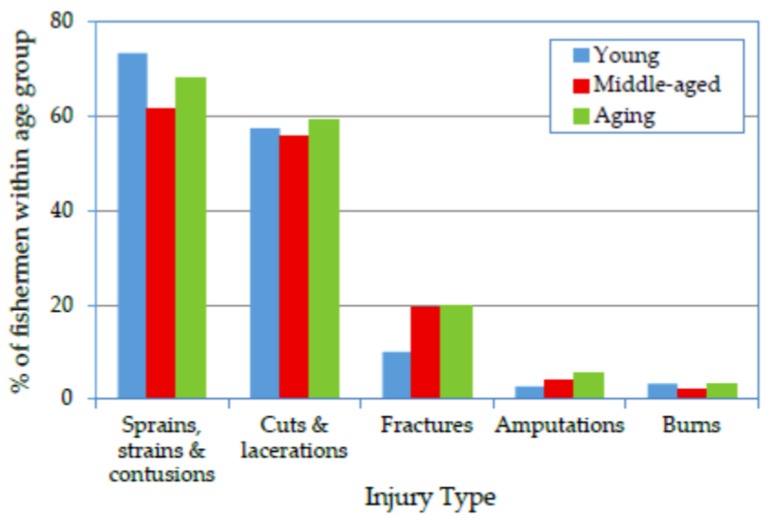 % of fishermen within age group
80
60
40
20
0
Young
Middle-aged
Aging
Sprains,
strains &
contusions
Cuts &
lacerations
Fractures
Amputations
Burns
Injury Type